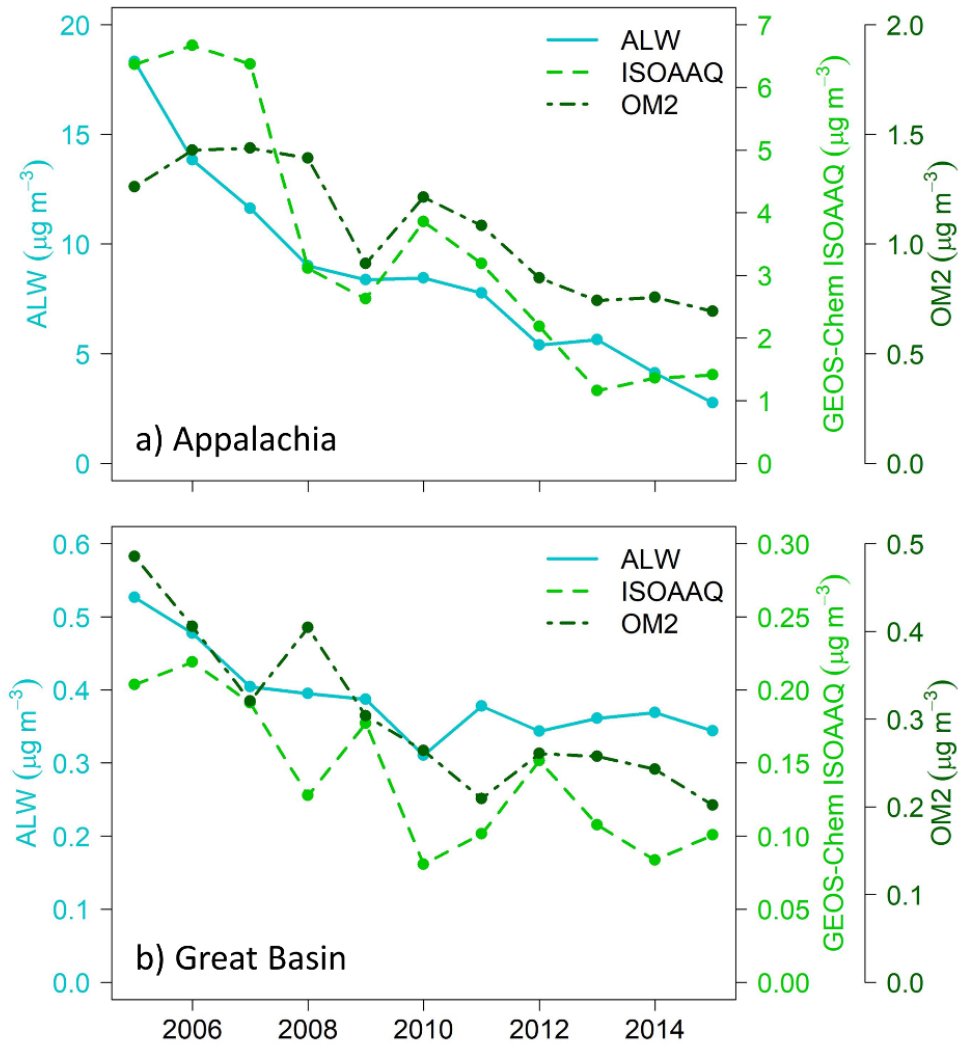 20
15
10
5
0
ALW (μg m⁻³)
ALW
ISOAAQ
OM2
a) Appalachia
7
6
5
4
3
2
1
0
GEOS-Chem ISOAAQ (μg m⁻³)
2.0
1.5
1.0
0.5
0.0
OM2 (μg m⁻³)
0.6
0.5
0.4
0.3
0.2
0.1
0.0
ALW (μg m⁻³)
ALW
ISOAAQ
OM2
b) Great Basin
0.30
0.25
0.20
0.15
0.10
0.05
0.00
GEOS-Chem ISOAAQ (μg m⁻³)
0.5
0.4
0.3
0.2
0.1
0.0
OM2 (μg m⁻³)
2006 2008 2010 2012 2014